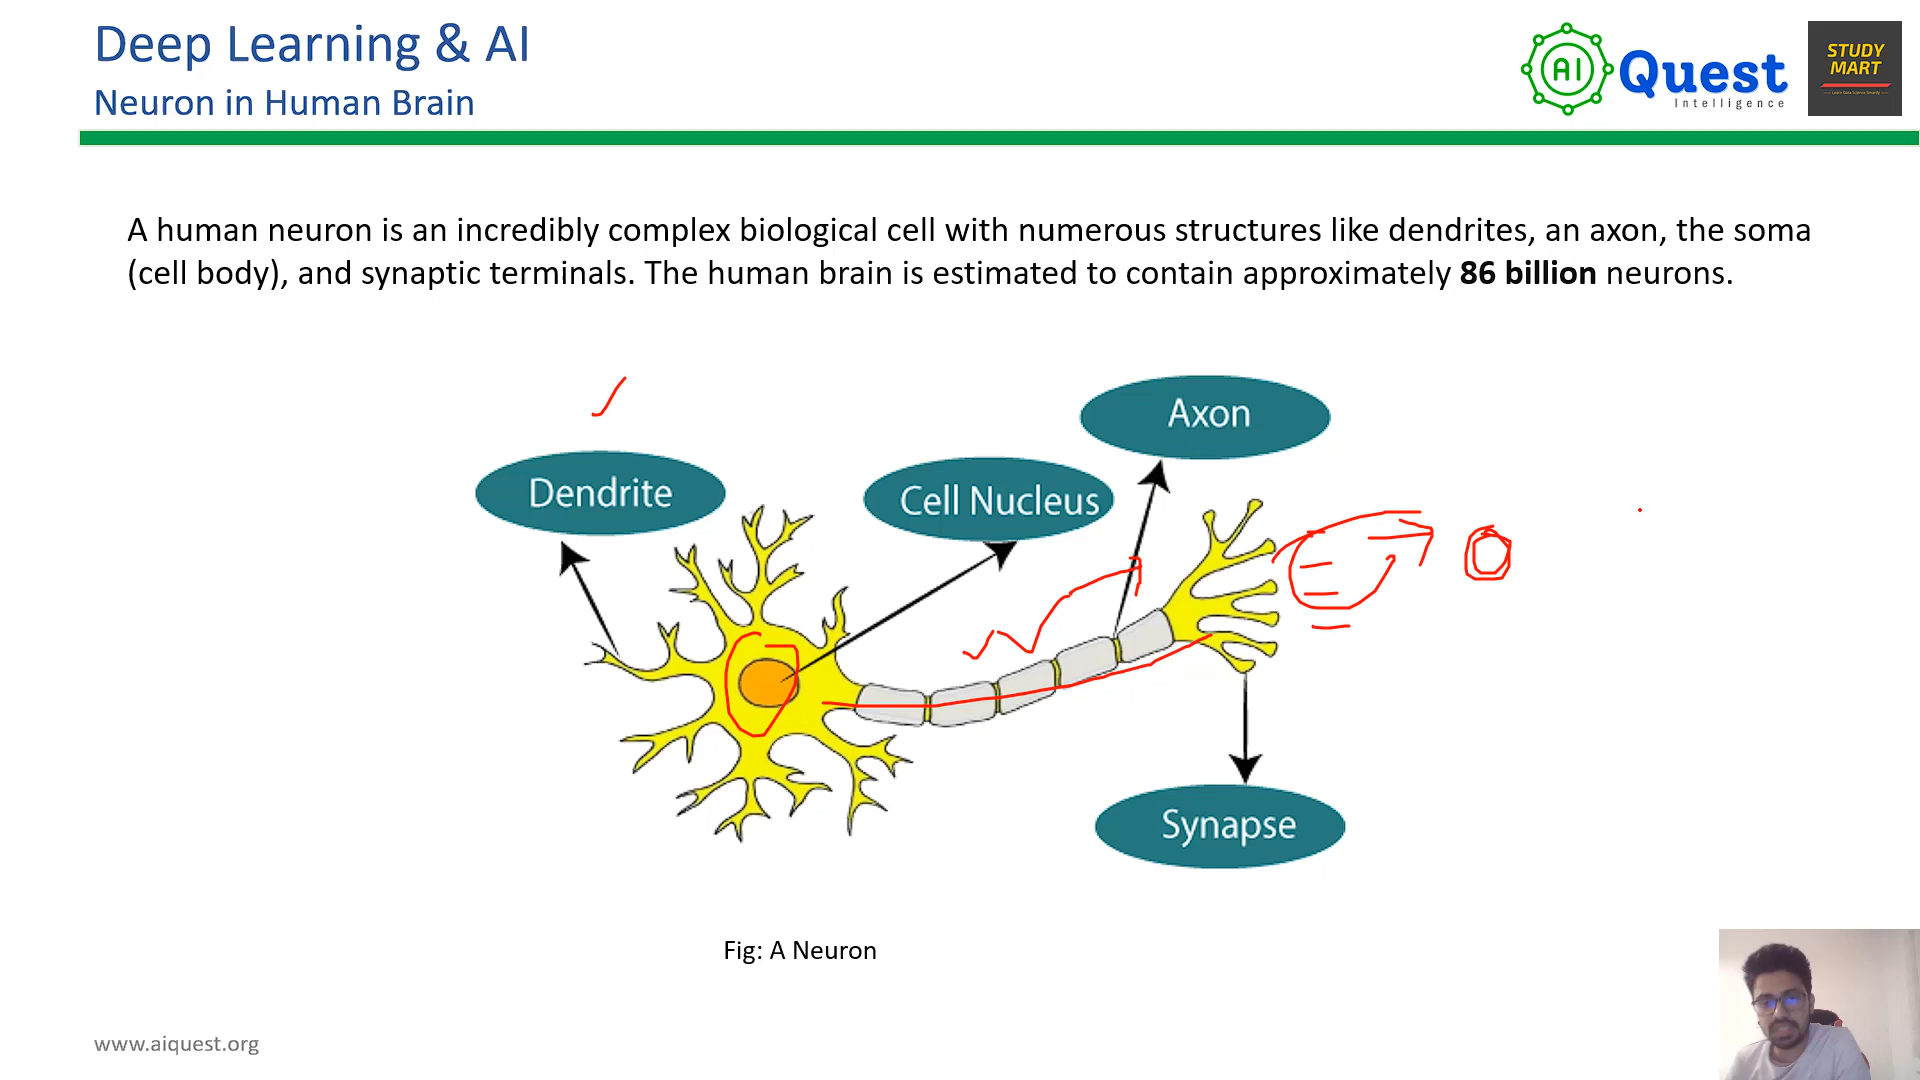 Deep Learning & AI
Neuron in Human Brain
AI Quest
Intelligence
STUDY
MART
A human neuron is an incredibly complex biological cell with numerous structures like dendrites, an axon, the soma
(cell body), and synaptic terminals. The human brain is estimated to contain approximately 86 billion neurons.
Axon
Dendrite
Cell Nucleus
Synapse
Fig: A Neuron
www.aiquest.org